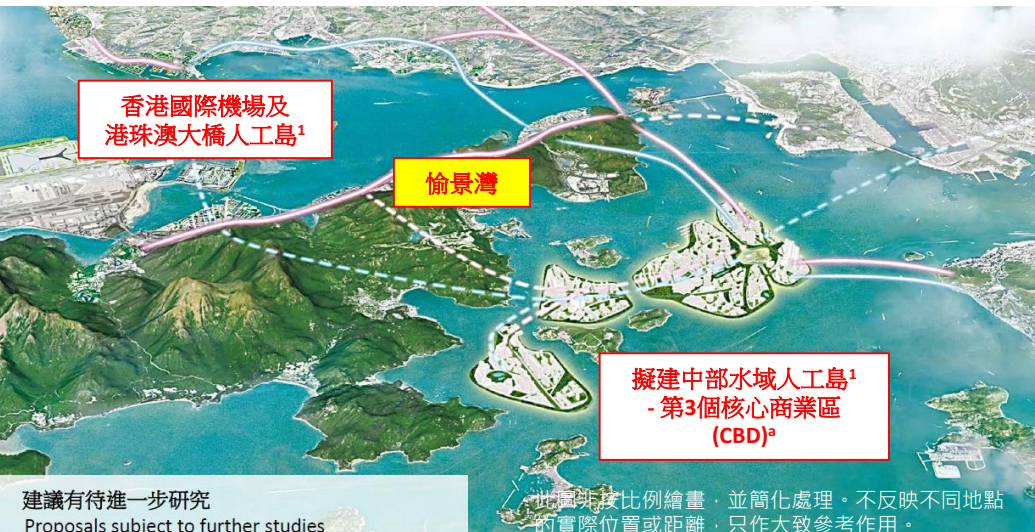 香港國際機場及
港珠澳大橋人工島¹
愉景灣
擬建中部水域人工島¹
- 第3個核心商業區
(CBD)ᵃ
建議有待進一步研究
Proposals subject to further studies
此圖非按比例繪畫，並簡化處理。不反映不同地點
的實際位置或距離，只作大致參考作用。